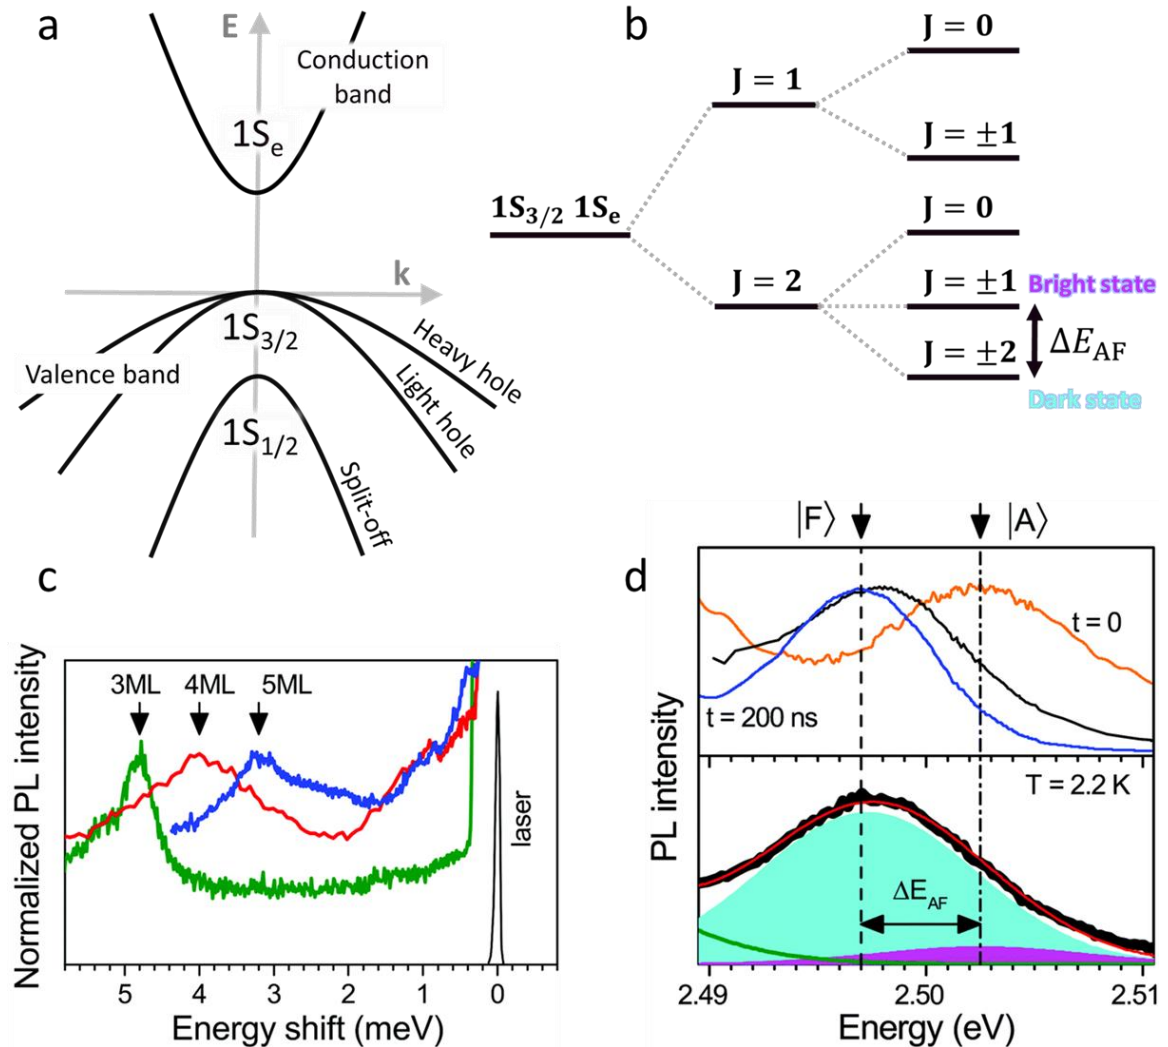 a
E
Conduction
band
1Sₑ
k
1S₃/₂
Valence band
Heavy hole
Light hole
1S₁/₂
Split-off
b
J = 0
J = 1
J = ±1
1S₃/₂ 1Sₑ
J = 0
J = 2
J = ±1
Bright state
ΔE_AF
J = ±2
Dark state
c
3ML
4ML
5ML
laser
Normalized PL intensity
5
4
3
2
1
0
Energy shift (meV)
d
|F⟩
|A⟩
t = 0
t = 200 ns
T = 2.2 K
ΔE_AF
PL intensity
2.49
2.50
2.51
Energy (eV)